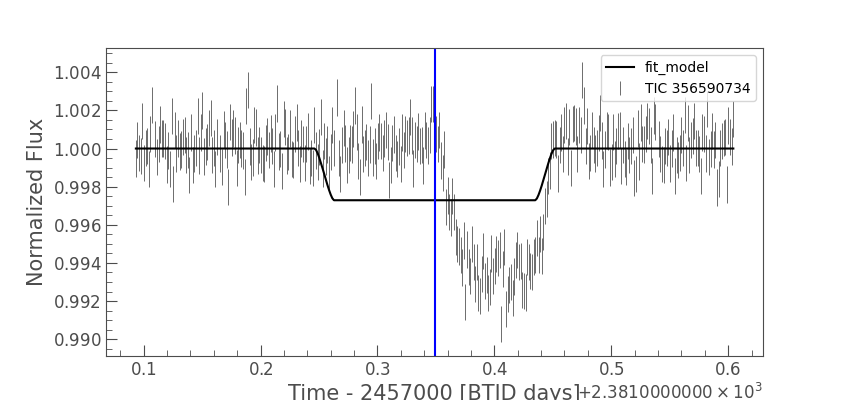 fit_model
TIC 356590734
1.004
1.002
1.000
0.998
0.996
0.994
0.992
0.990
Normalized Flux
0.1 0.2 0.3 0.4 0.5 0.6
Time - 2457000 [BTJD days]
+2.3810000000 × 10³